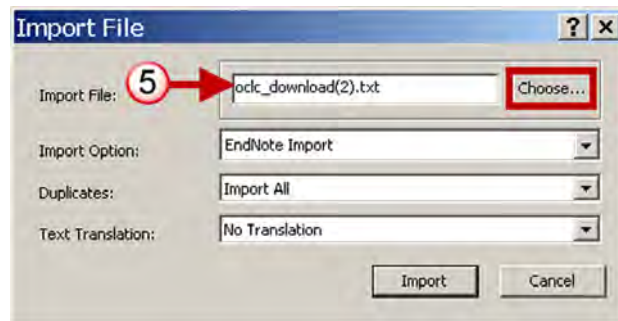 Import File
Import File: 5 oclc_download(2).txt Choose...
Import Option: EndNote Import
Duplicates: Import All
Text Translation: No Translation
Import Cancel